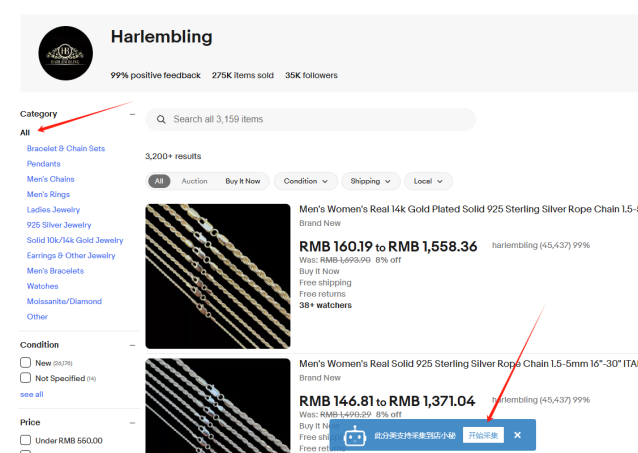 Harlembling
HARLEM BLING
99% positive feedback 275K items sold 35K followers
Category
All
Bracelet & Chain Sets
Pendants
Men's Chains
Men's Rings
Ladies Jewelry
925 Silver Jewelry
Solid 10k/14k Gold Jewelry
Earrings & Other Jewelry
Men's Bracelets
Watches
Moissanite/Diamond
Other
Condition
New (26,176)
Not Specified (14)
see all
Price
Under RMB 550.00
Search all 3,159 items
3,200+ results
All Auction Buy It Now Condition Shipping Local
Men's Women's Real 14k Gold Plated Solid 925 Sterling Silver Rope Chain 1.5-5
Brand New
RMB 160.19 to RMB 1,558.36 harlembling (45,437) 99%
Was: RMB 1,693.90 8% off
Buy It Now
Free shipping
Free returns
38+ watchers
Men's Women's Real Solid 925 Sterling Silver Rope Chain 1.5-5mm 16"-30" ITA
Brand New
RMB 146.81 to RMB 1,371.04 harlembling (45,437) 99%
Was: RMB 1,490.29 8% off
Buy It N
Free shi
Free retu
此分类支持采集到店小秘 开始采集 ×